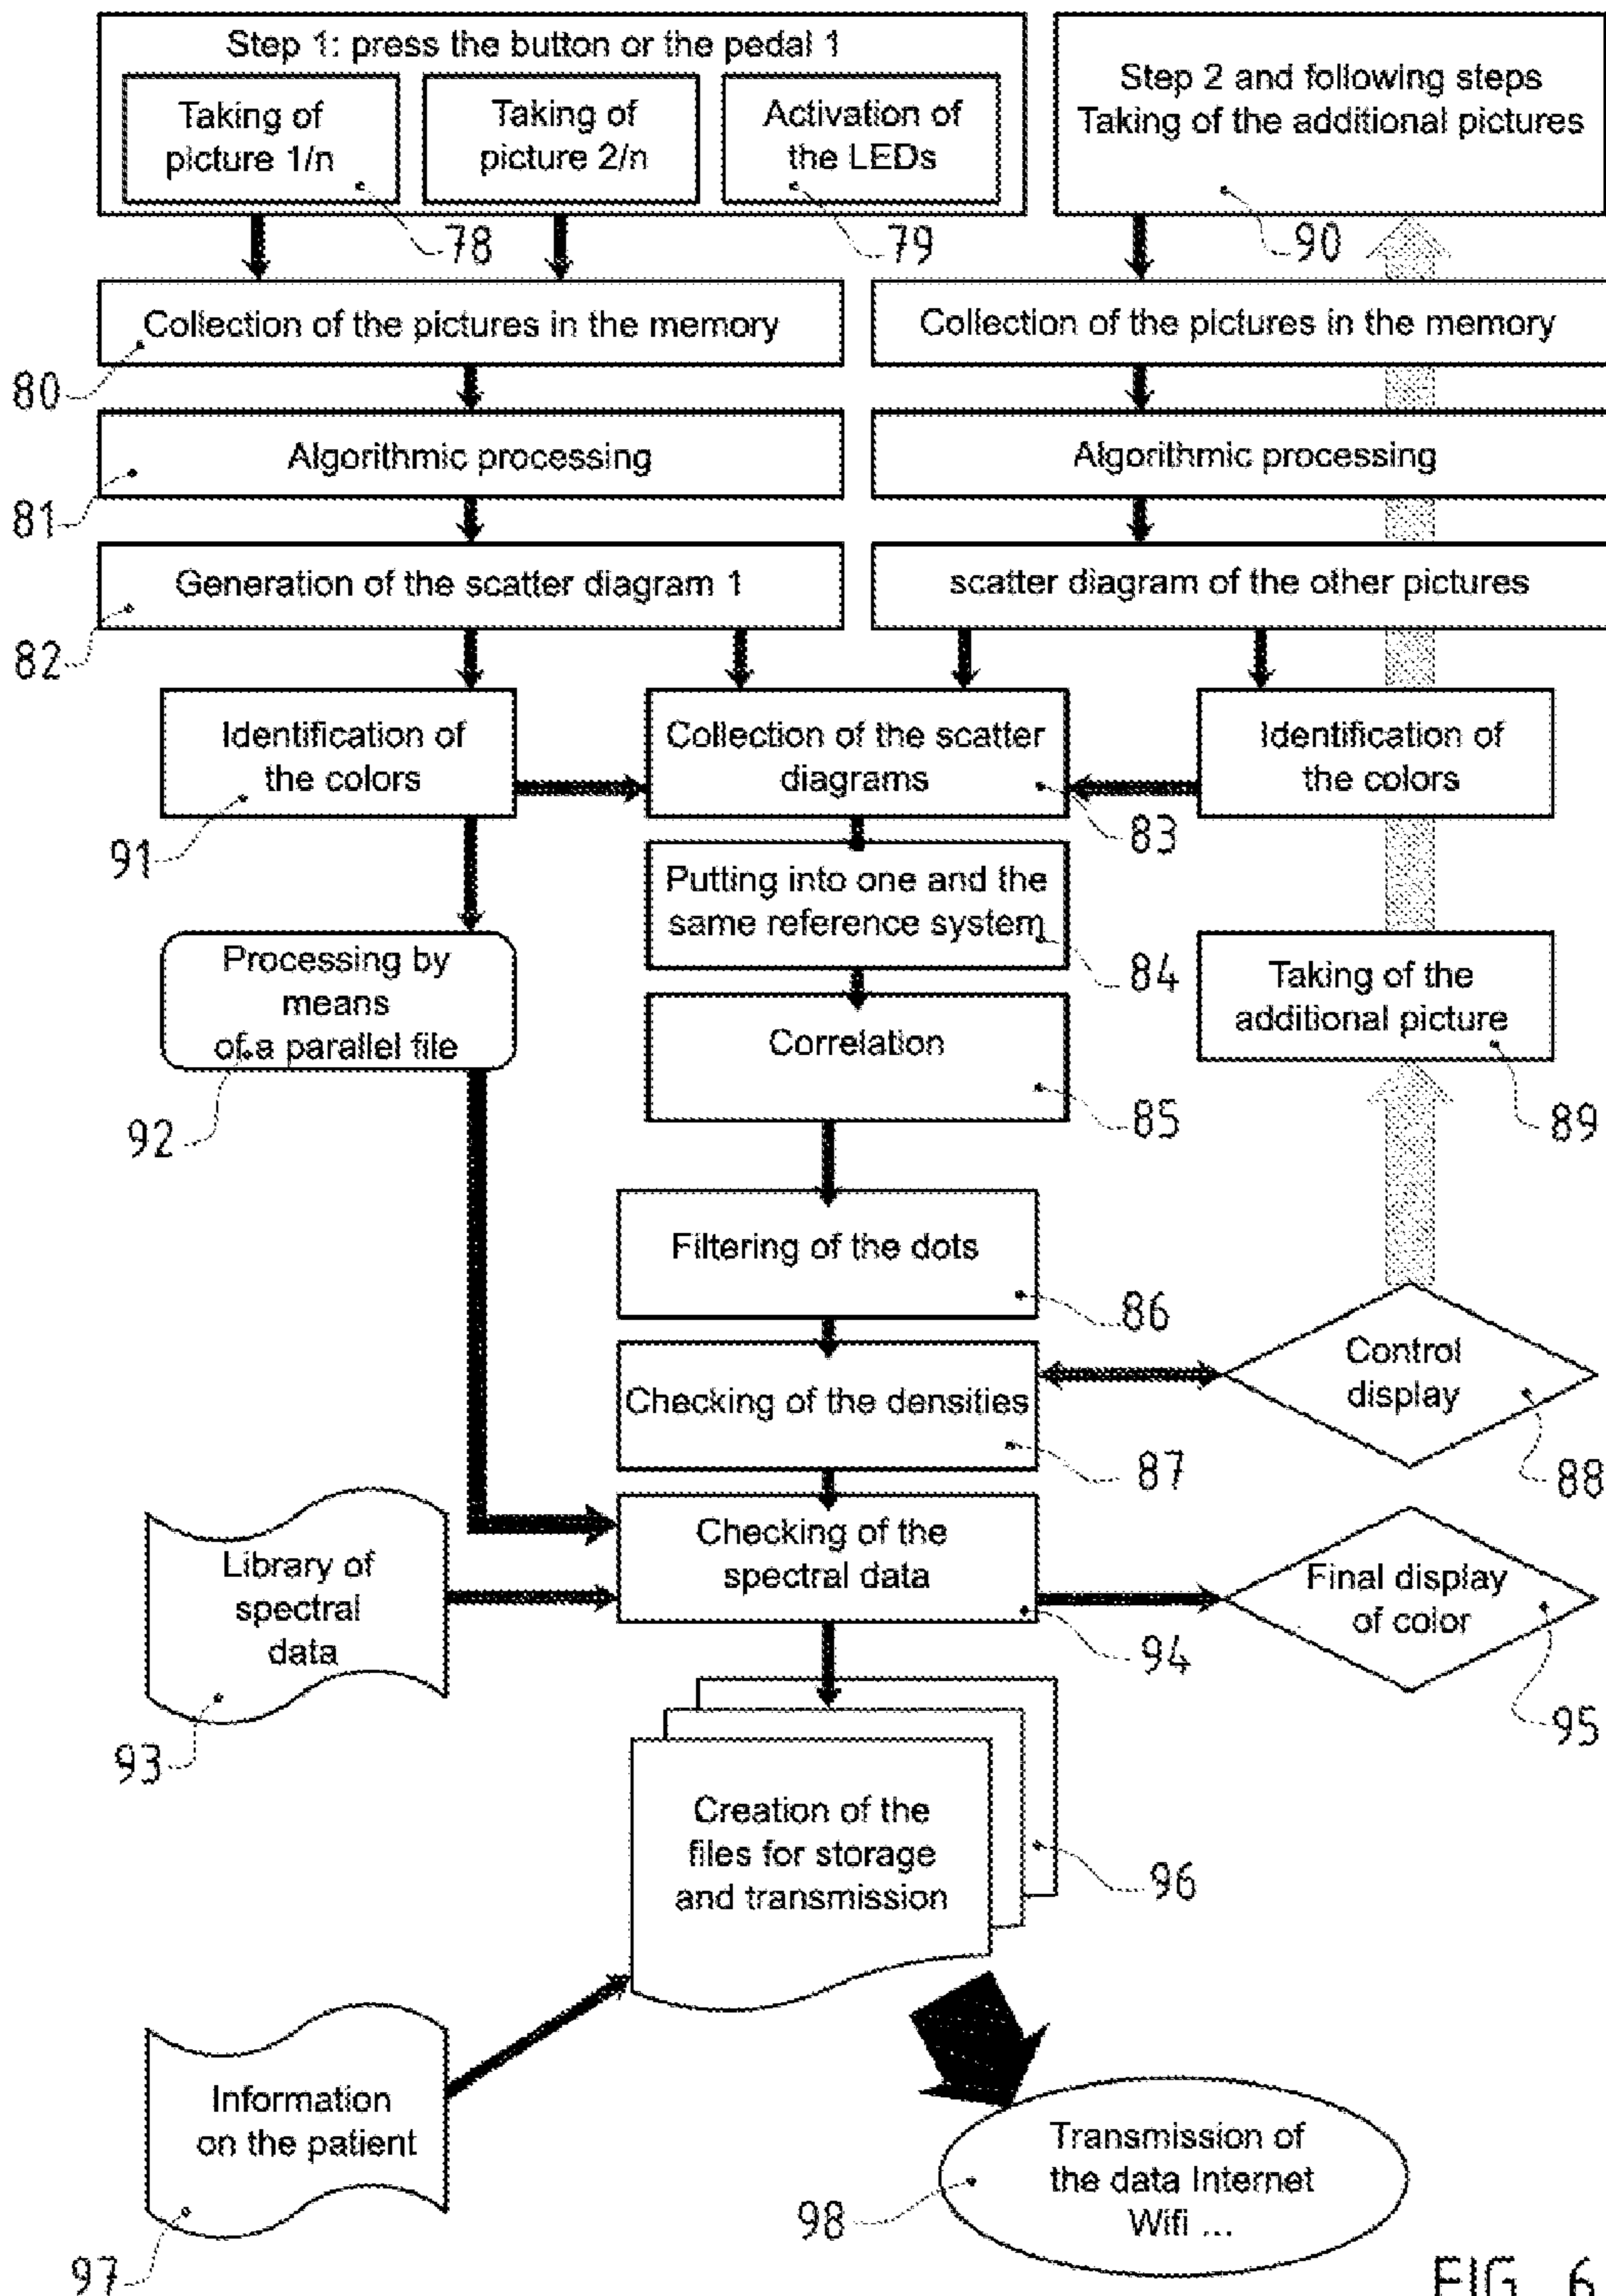 Step 1: press the button or the pedal 1
Taking of
picture 1/n
Taking of
picture 2/n
Activation of
the LEDs
Step 2 and following steps
Taking of the additional pictures
78
79
90
Collection of the pictures in the memory
Collection of the pictures in the memory
80
Algorithmic processing
Algorithmic processing
81
Generation of the scatter diagram 1
scatter diagram of the other pictures
82
Identification of
the colors
Collection of the scatter
diagrams
Identification of
the colors
91
83
Putting into one and the
same reference system
84
Processing by
means
of a parallel file
Taking of the
additional picture
92
Correlation
85
89
Filtering of the dots
86
Control
display
Checking of the densities
87
88
Checking of the
spectral data
Library of
spectral
data
Final display
of color
94
93
95
Creation of the
files for storage
and transmission
96
Information
on the patient
Transmission of
the data Internet
Wifi ...
98
97
FIG. 6